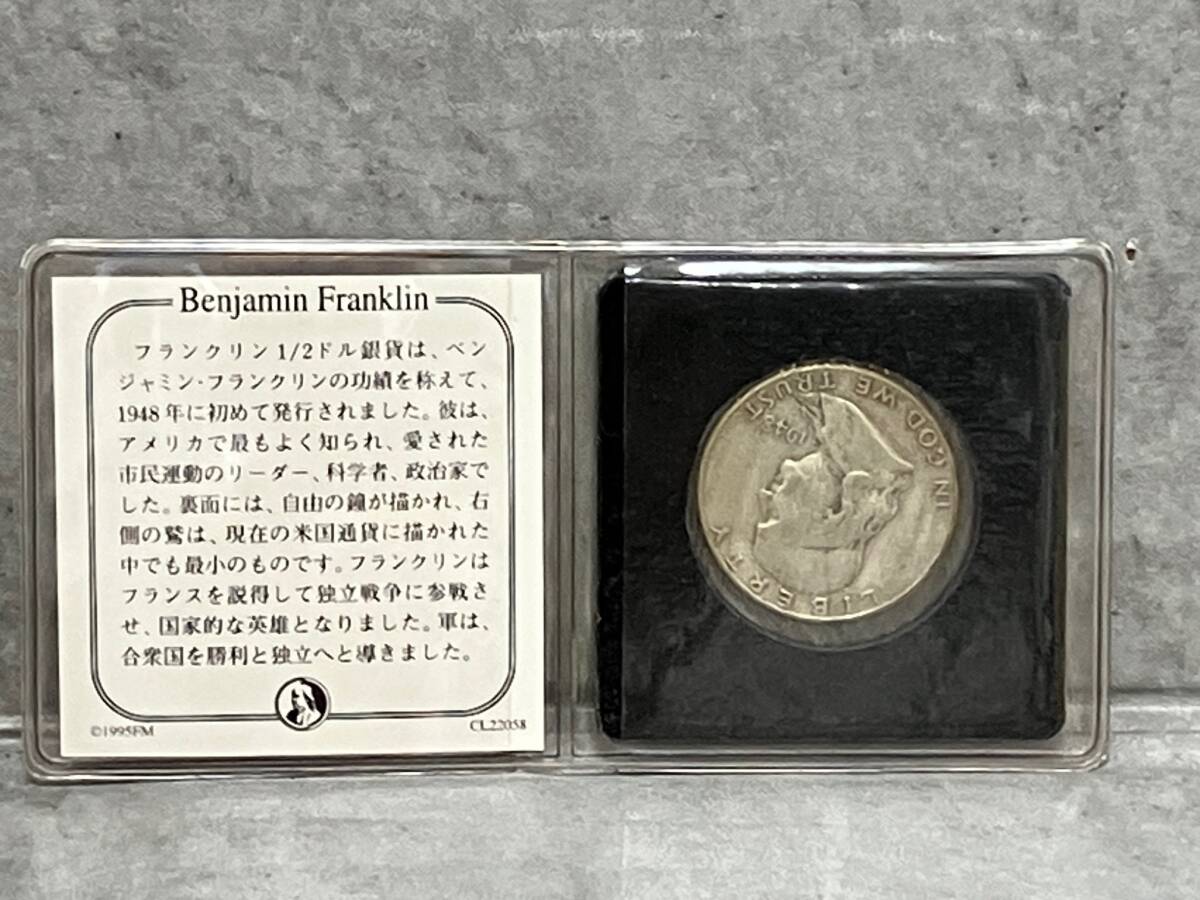 Benjamin Franklin
フランクリン1/2ドル銀貨は、ベン
ジャミン・フランクリンの功績を称えて、
1948年に初めて発行されました。彼は、
アメリカで最もよく知られ、愛された
市民運動のリーダー、科学者、政治家で
した。裏面には、自由の鐘が描かれ、右
側の鷲は、現在の米国通貨に描かれた
中でも最小のものです。フランクリンは
フランスを説得して独立戦争に参戦さ
せ、国家的な英雄となりました。軍は、
合衆国を勝利と独立へと導きました。
©1995FM
CL22058
LIBERTY
IN GOD WE TRUST
1948